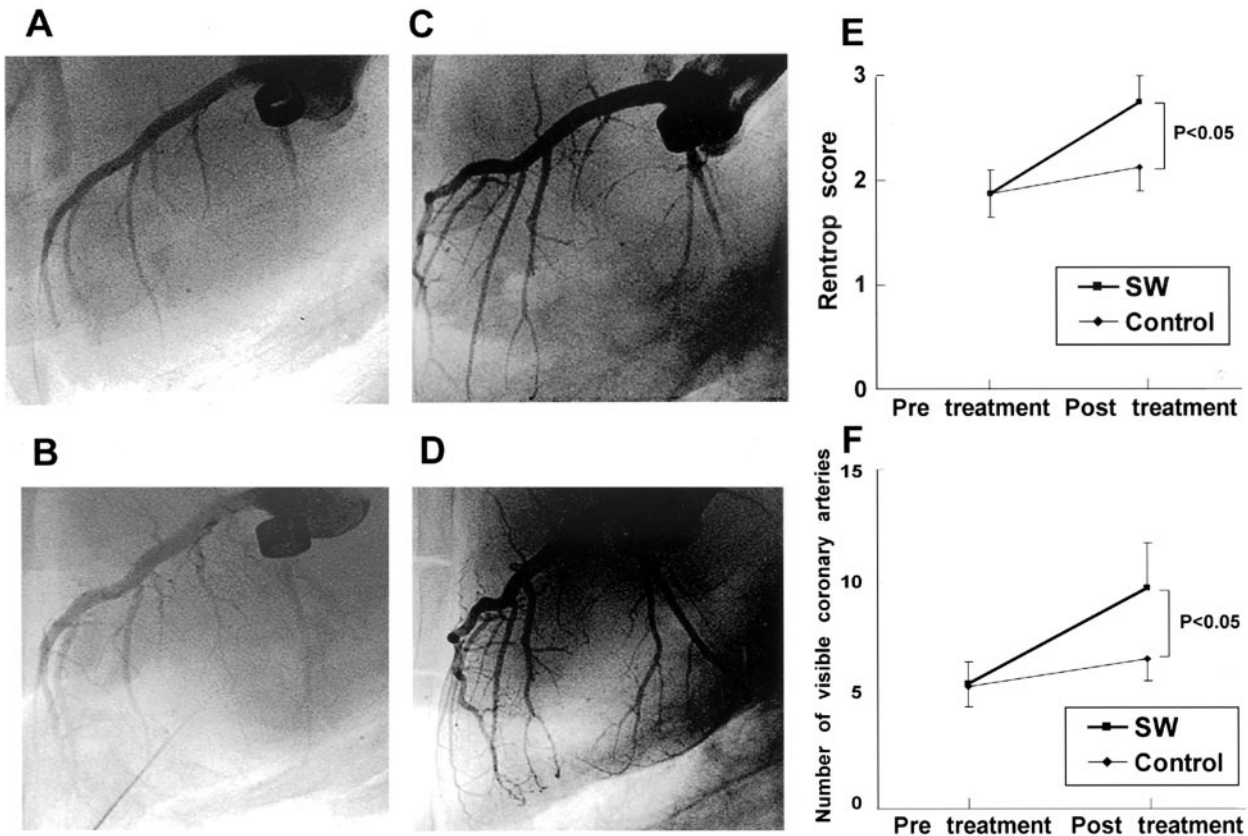 A
C
E
Rentrop score
3
2
1
0
P<0.05
SW
Control
Pre treatment Post treatment
B
D
F
Number of visible coronary arteries
15
10
5
0
P<0.05
SW
Control
Pre treatment Post treatment